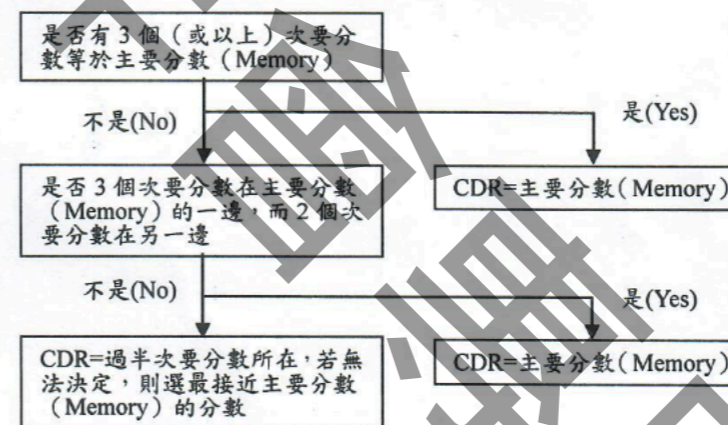 是否有 3 個（或以上）次要分
數等於主要分數（Memory）
不是(No)
是(Yes)
是否 3 個次要分數在主要分數
（Memory）的一邊，而 2 個次
要分數在另一邊
CDR=主要分數（Memory）
不是(No)
是(Yes)
CDR=過半次要分數所在，若無
法決定，則選最接近主要分數
（Memory）的分數
CDR=主要分數（Memory）